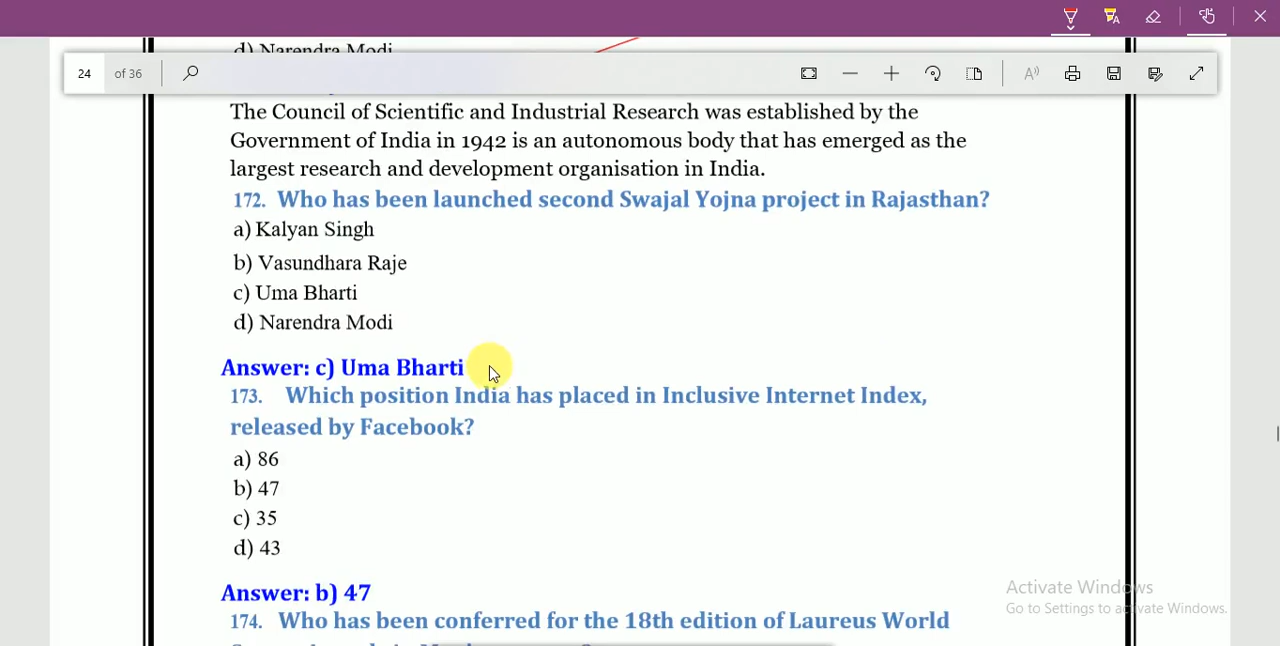 d) Narendra Modi
24 of 36
The Council of Scientific and Industrial Research was established by the
Government of India in 1942 is an autonomous body that has emerged as the
largest research and development organisation in India.
172. Who has been launched second Swajal Yojna project in Rajasthan?
a) Kalyan Singh
b) Vasundhara Raje
c) Uma Bharti
d) Narendra Modi
Answer: c) Uma Bharti
173. Which position India has placed in Inclusive Internet Index,
released by Facebook?
a) 86
b) 47
c) 35
d) 43
Answer: b) 47
Activate Windows
Go to Settings to activate Windows.
174. Who has been conferred for the 18th edition of Laureus World